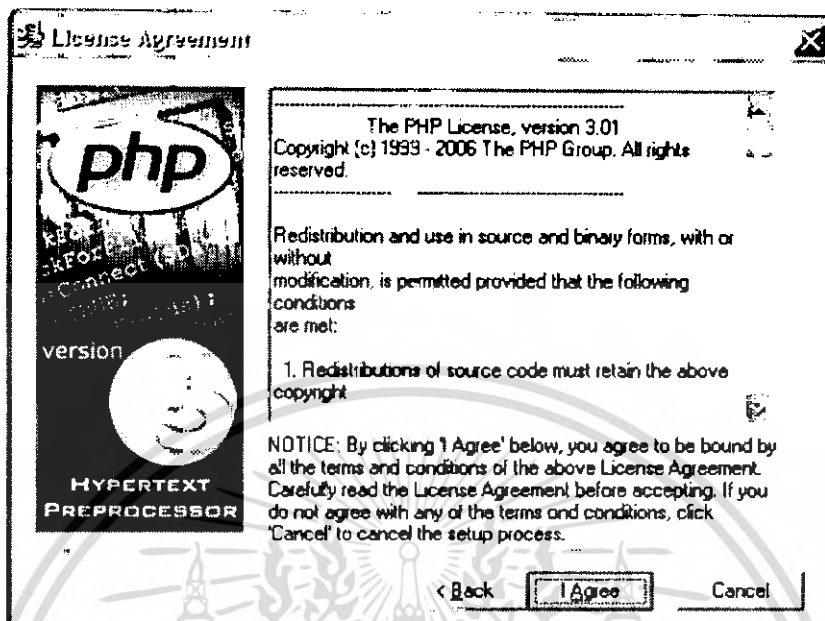 License Agreement
php
version
5
HYPERTEXT
PREPROCESSOR
The PHP License, version 3.01
Copyright (c) 1999 - 2006 The PHP Group. All rights
reserved.
Redistribution and use in source and binary forms, with or
without
modification, is permitted provided that the following
conditions
are met:
1. Redistributions of source code must retain the above
copyright
NOTICE: By clicking 'I Agree' below, you agree to be bound by
all the terms and conditions of the above License Agreement.
Carefully read the License Agreement before accepting. If you
do not agree with any of the terms and conditions, click
'Cancel' to cancel the setup process.
< Back
I Agree
Cancel